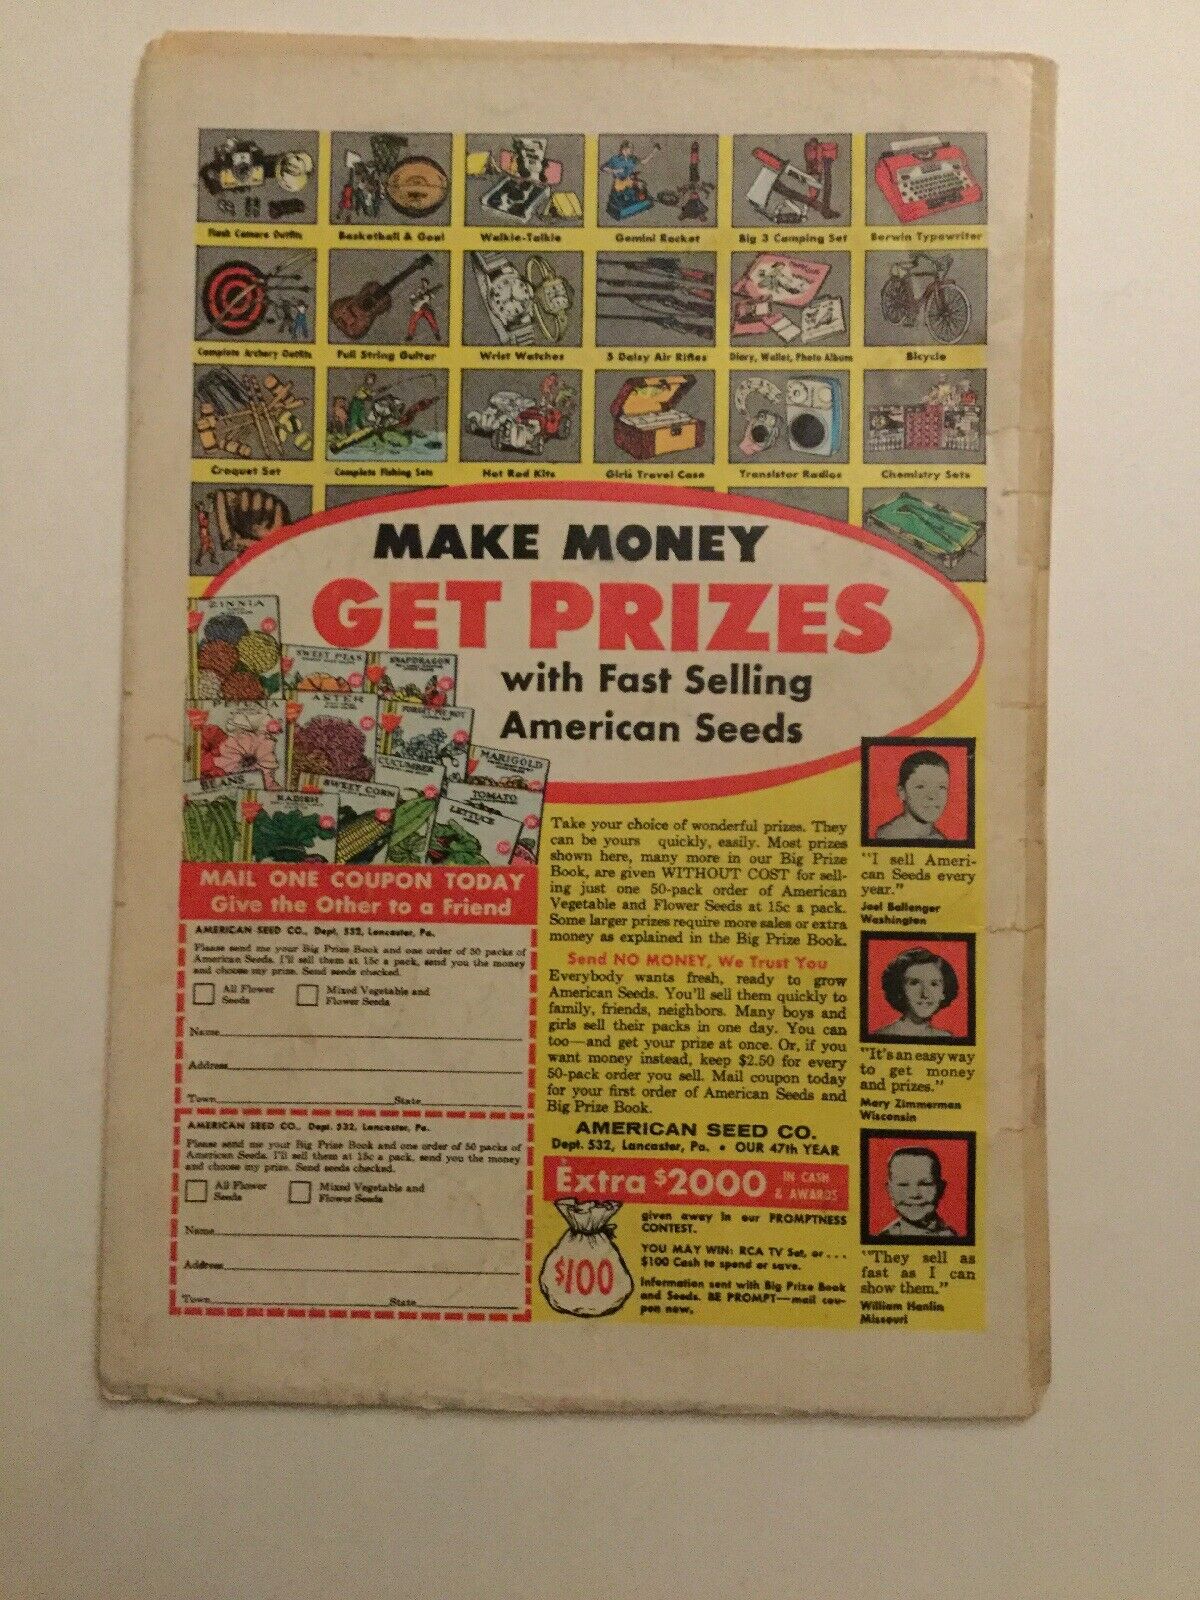 Flash Camera Outfits
Basketball & Goal
Walkie-Talkie
Gemini Rocket
Big 3 Camping Set
Berwin Typewriter
Complete Archery Outfits
Full String Guitar
Wrist Watches
5 Daisy Air Rifles
Diary, Wallet, Photo Album
Bicycle
Croquet Set
Complete Fishing Sets
Hot Rod Kits
Girls Travel Case
Transistor Radios
Chemistry Sets
MAKE MONEY
GET PRIZES
with Fast Selling
American Seeds
ZINNIA
SWEET PEAS
SNAPDRAGON
PETUNIA
ASTER
FORGET ME NOT
CUCUMBER
MARIGOLD
BEANS
RADISH
SWEET CORN
TOMATO
LETTUCE
MAIL ONE COUPON TODAY
Give the Other to a Friend
AMERICAN SEED CO., Dept. 532, Lancaster, Pa.
Please send me your Big Prize Book and one order of 50 packs of
American Seeds. I'll sell them at 15c a pack, send you the money
and choose my prize. Send seeds checked.
All Flower
Seeds
Mixed Vegetable and
Flower Seeds
Name
Address
Town State
AMERICAN SEED CO., Dept. 532, Lancaster, Pa.
Please send me your Big Prize Book and one order of 50 packs of
American Seeds. I'll sell them at 15c a pack, send you the money
and choose my prize. Send seeds checked.
All Flower
Seeds
Mixed Vegetable and
Flower Seeds
Name
Address
Town State
Take your choice of wonderful prizes. They
can be yours quickly, easily. Most prizes
shown here, many more in our Big Prize
Book, are given WITHOUT COST for sell-
ing just one 50-pack order of American
Vegetable and Flower Seeds at 15c a pack.
Some larger prizes require more sales or extra
money as explained in the Big Prize Book.
Send NO MONEY, We Trust You
Everybody wants fresh, ready to grow
American Seeds. You'll sell them quickly to
family, friends, neighbors. Many boys and
girls sell their packs in one day. You can
too—and get your prize at once. Or, if you
want money instead, keep $2.50 for every
50-pack order you sell. Mail coupon today
for your first order of American Seeds and
Big Prize Book.
AMERICAN SEED CO.
Dept. 532, Lancaster, Pa. • OUR 47th YEAR
Extra $2000 IN CASH
& AWARDS
$100
given away in our PROMPTNESS
CONTEST.
YOU MAY WIN: RCA TV Set, or...
$100 Cash to spend or save.
Information sent with Big Prize Book
and Seeds. BE PROMPT—mail cou-
pon now.
"I sell Ameri-
can Seeds every
year."
Joel Ballenger
Washington
"It's an easy way
to get money
and prizes."
Mary Zimmerman
Wisconsin
"They sell as
fast as I can
show them."
William Hanlin
Missouri